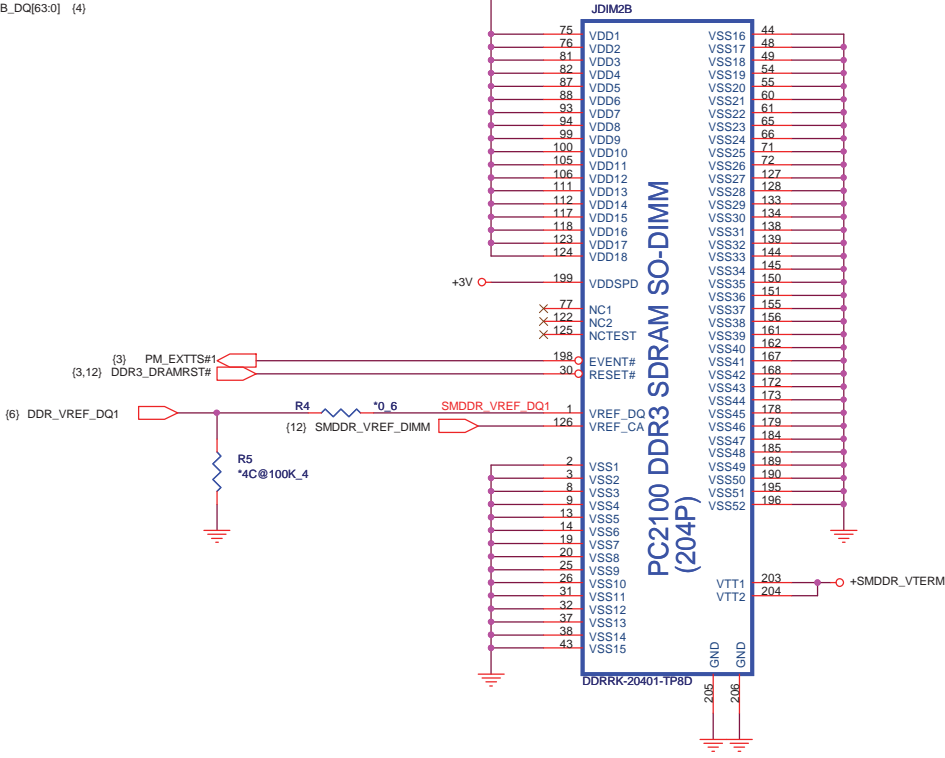 B_DQ[63:0] {4}
JDIM2B
75 VDD1 VSS16 44
76 VDD2 VSS17 48
81 VDD3 VSS18 49
82 VDD4 VSS19 54
87 VDD5 VSS20 55
88 VDD6 VSS21 60
93 VDD7 VSS22 61
94 VDD8 VSS23 65
99 VDD9 VSS24 66
100 VDD10 VSS25 71
105 VDD11 VSS26 72
106 VDD12 VSS27 127
111 VDD13 VSS28 128
112 VDD14 VSS29 133
117 VDD15 VSS30 134
118 VDD16 VSS31 138
123 VDD17 VSS32 139
124 VDD18 VSS33 144
VSS34 145
+3V 199 VDDSPD VSS35 150
VSS36 151
77 NC1 VSS37 155
122 NC2 VSS38 156
125 NCTEST VSS39 161
VSS40 162
{3} PM_EXTTS#1 198 EVENT# VSS41 167
{3,12} DDR3_DRAMRST# 30 RESET# VSS42 168
VSS43 172
VSS44 173
{6} DDR_VREF_DQ1 R4 *0_6 SMDDR_VREF_DQ1 1 VREF_DQ VSS45 178
{12} SMDDR_VREF_DIMM 126 VREF_CA VSS46 179
VSS47 184
VSS48 185
R5 2 VSS1 VSS49 189
*4C@100K_4 3 VSS2 VSS50 190
8 VSS3 VSS51 195
9 VSS4 VSS52 196
13 VSS5
14 VSS6
19 VSS7
20 VSS8
25 VSS9
26 VSS10 VTT1 203 +SMDDR_VTERM
31 VSS11 VTT2 204
32 VSS12
37 VSS13
38 VSS14
43 VSS15
PC2100 DDR3 SDRAM SO-DIMM
(204P)
GND GND
DDRRK-20401-TP8D
205 206